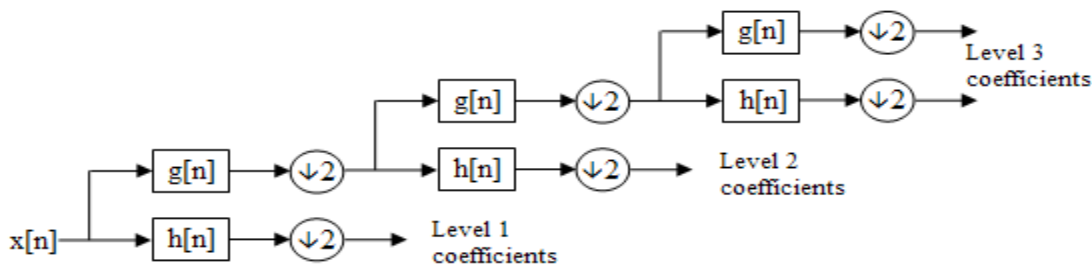 g[n] ↓2
Level 3
coefficients
g[n] ↓2 h[n] ↓2
g[n] ↓2 h[n] ↓2
Level 2
coefficients
x[n] h[n] ↓2
Level 1
coefficients